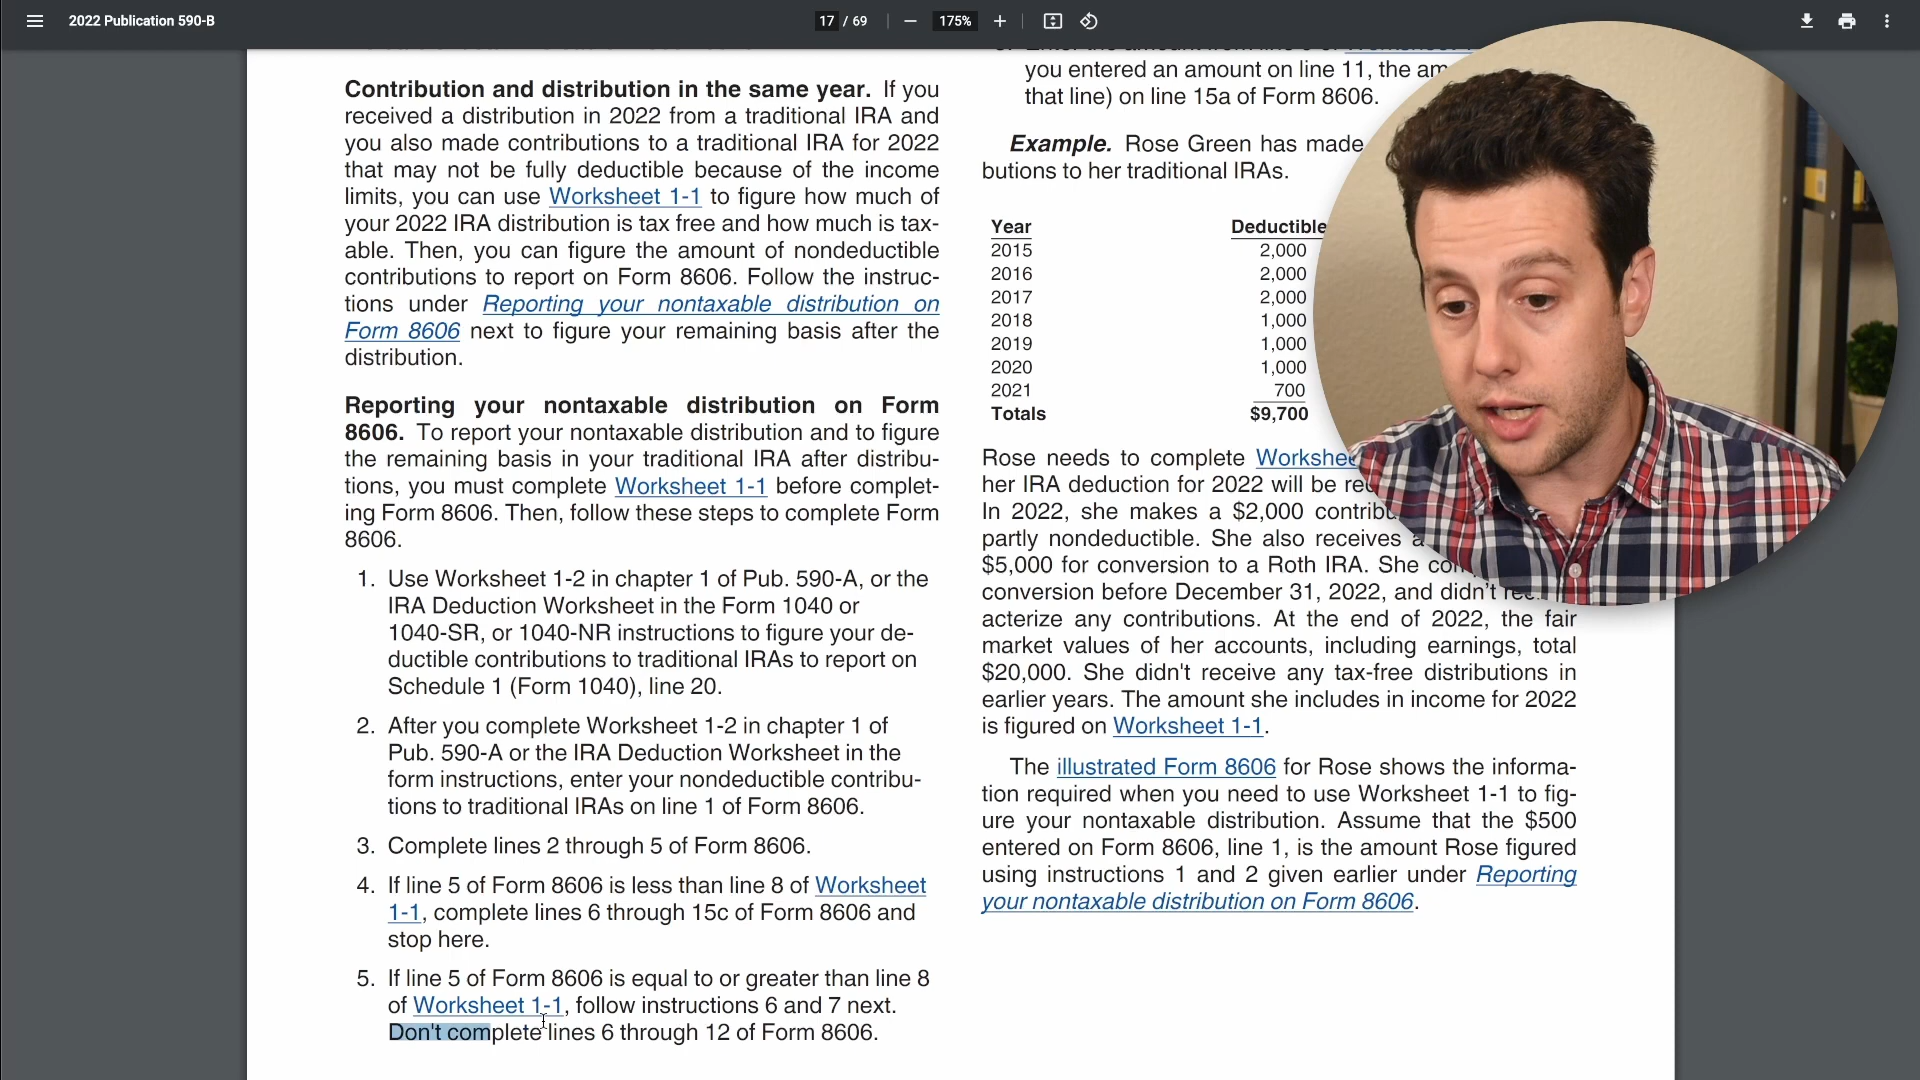 2022 Publication 590-B
17 / 69
175%
Contribution and distribution in the same year. If you
received a distribution in 2022 from a traditional IRA and
you also made contributions to a traditional IRA for 2022
that may not be fully deductible because of the income
limits, you can use Worksheet 1-1 to figure how much of
your 2022 IRA distribution is tax free and how much is tax-
able. Then, you can figure the amount of nondeductible
contributions to report on Form 8606. Follow the instruc-
tions under Reporting your nontaxable distribution on
Form 8606 next to figure your remaining basis after the
distribution.
Reporting your nontaxable distribution on Form
8606. To report your nontaxable distribution and to figure
the remaining basis in your traditional IRA after distribu-
tions, you must complete Worksheet 1-1 before complet-
ing Form 8606. Then, follow these steps to complete Form
8606.
1. Use Worksheet 1-2 in chapter 1 of Pub. 590-A, or the
IRA Deduction Worksheet in the Form 1040 or
1040-SR, or 1040-NR instructions to figure your de-
ductible contributions to traditional IRAs to report on
Schedule 1 (Form 1040), line 20.
2. After you complete Worksheet 1-2 in chapter 1 of
Pub. 590-A or the IRA Deduction Worksheet in the
form instructions, enter your nondeductible contribu-
tions to traditional IRAs on line 1 of Form 8606.
3. Complete lines 2 through 5 of Form 8606.
4. If line 5 of Form 8606 is less than line 8 of Worksheet
1-1, complete lines 6 through 15c of Form 8606 and
stop here.
5. If line 5 of Form 8606 is equal to or greater than line 8
of Worksheet 1-1, follow instructions 6 and 7 next.
Don't complete lines 6 through 12 of Form 8606.
you entered an amount on line 11, the am
that line) on line 15a of Form 8606.
Example. Rose Green has made
butions to her traditional IRAs.
Year Deductible
2015 2,000
2016 2,000
2017 2,000
2018 1,000
2019 1,000
2020 1,000
2021 700
Totals $9,700
Rose needs to complete Workshee
her IRA deduction for 2022 will be
In 2022, she makes a $2,000 contrib
partly nondeductible. She also receives a
$5,000 for conversion to a Roth IRA. She
conversion before December 31, 2022, and didn't
acterize any contributions. At the end of 2022, the fair
market values of her accounts, including earnings, total
$20,000. She didn't receive any tax-free distributions in
earlier years. The amount she includes in income for 2022
is figured on Worksheet 1-1.
The illustrated Form 8606 for Rose shows the informa-
tion required when you need to use Worksheet 1-1 to fig-
ure your nontaxable distribution. Assume that the $500
entered on Form 8606, line 1, is the amount Rose figured
using instructions 1 and 2 given earlier under Reporting
your nontaxable distribution on Form 8606.